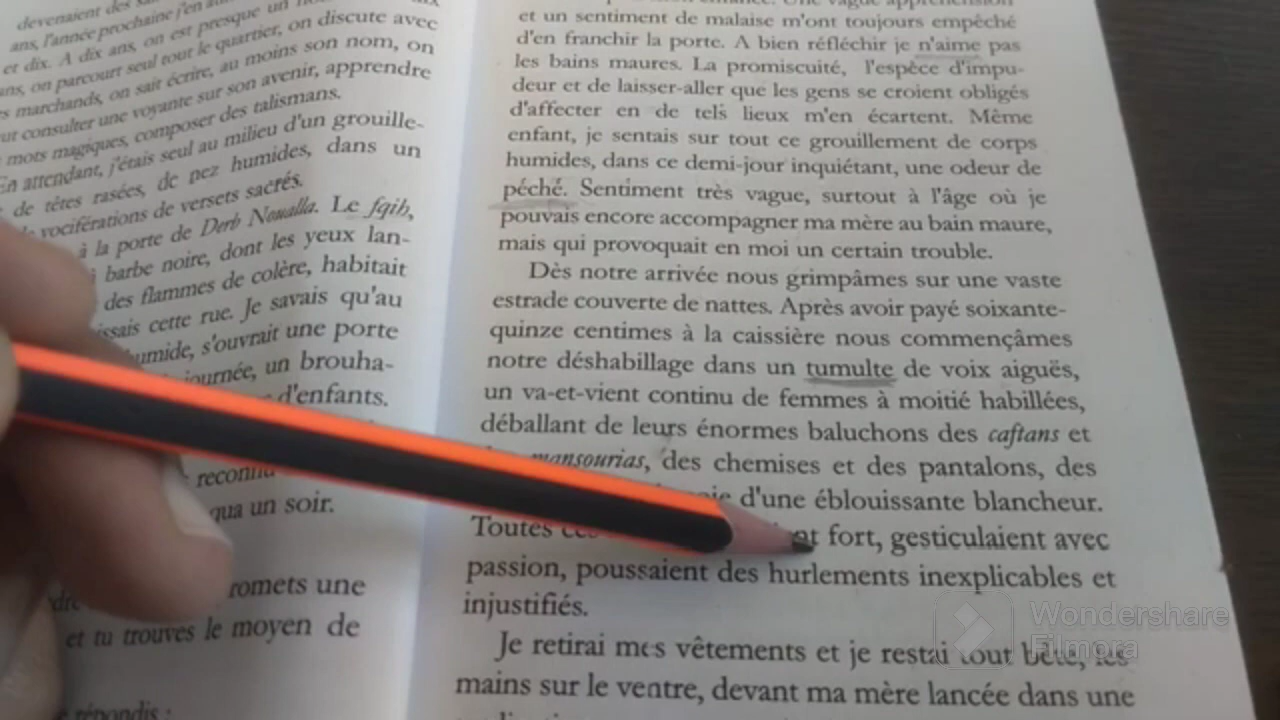 devenaient des
ans, l'année prochaine j'en
et dix. A dix ans, on est presque un
ans, on parcourt seul tout le quartier, on discute avec
marchands, on sait écrire, au moins son nom, on
consulter une voyante sur son avenir, apprendre
mots magiques, composer des talismans.
En attendant, j'étais seul au milieu d'un grouille-
de têtes rasées, de nez humides, dans un
vociférations de versets sacrés.
à la porte de Derb Noualla. Le fqih,
barbe noire, dont les yeux lan-
des flammes de colère, habitait
cette rue. Je savais qu'au
s'ouvrait une porte
un brouha-
d'enfants.
qua un soir.
une
et tu trouves le moyen de
répondis :
et un sentiment de malaise m'ont toujours empêché
d'en franchir la porte. A bien réfléchir je n'aime pas
les bains maures. La promiscuité, l'espèce d'impu-
deur et de laisser-aller que les gens se croient obligés
d'affecter en de tels lieux m'en écartent. Même
enfant, je sentais sur tout ce grouillement de corps
humides, dans ce demi-jour inquiétant, une odeur de
péché. Sentiment très vague, surtout à l'âge où je
pouvais encore accompagner ma mère au bain maure,
mais qui provoquait en moi un certain trouble.
Dès notre arrivée nous grimpâmes sur une vaste
estrade couverte de nattes. Après avoir payé soixante-
quinze centimes à la caissière nous commençâmes
notre déshabillage dans un tumulte de voix aiguës,
un va-et-vient continu de femmes à moitié habillées,
déballant de leurs énormes baluchons des caftans et
mansourias, des chemises et des pantalons, des
d'une éblouissante blancheur.
Toutes fort, gesticulaient avec
passion, poussaient des hurlements inexplicables et
injustifiés.
Je retirai mes vêtements et je restai tout bête, les
mains sur le ventre, devant ma mère lancée dans une
Wondershare
Filmora